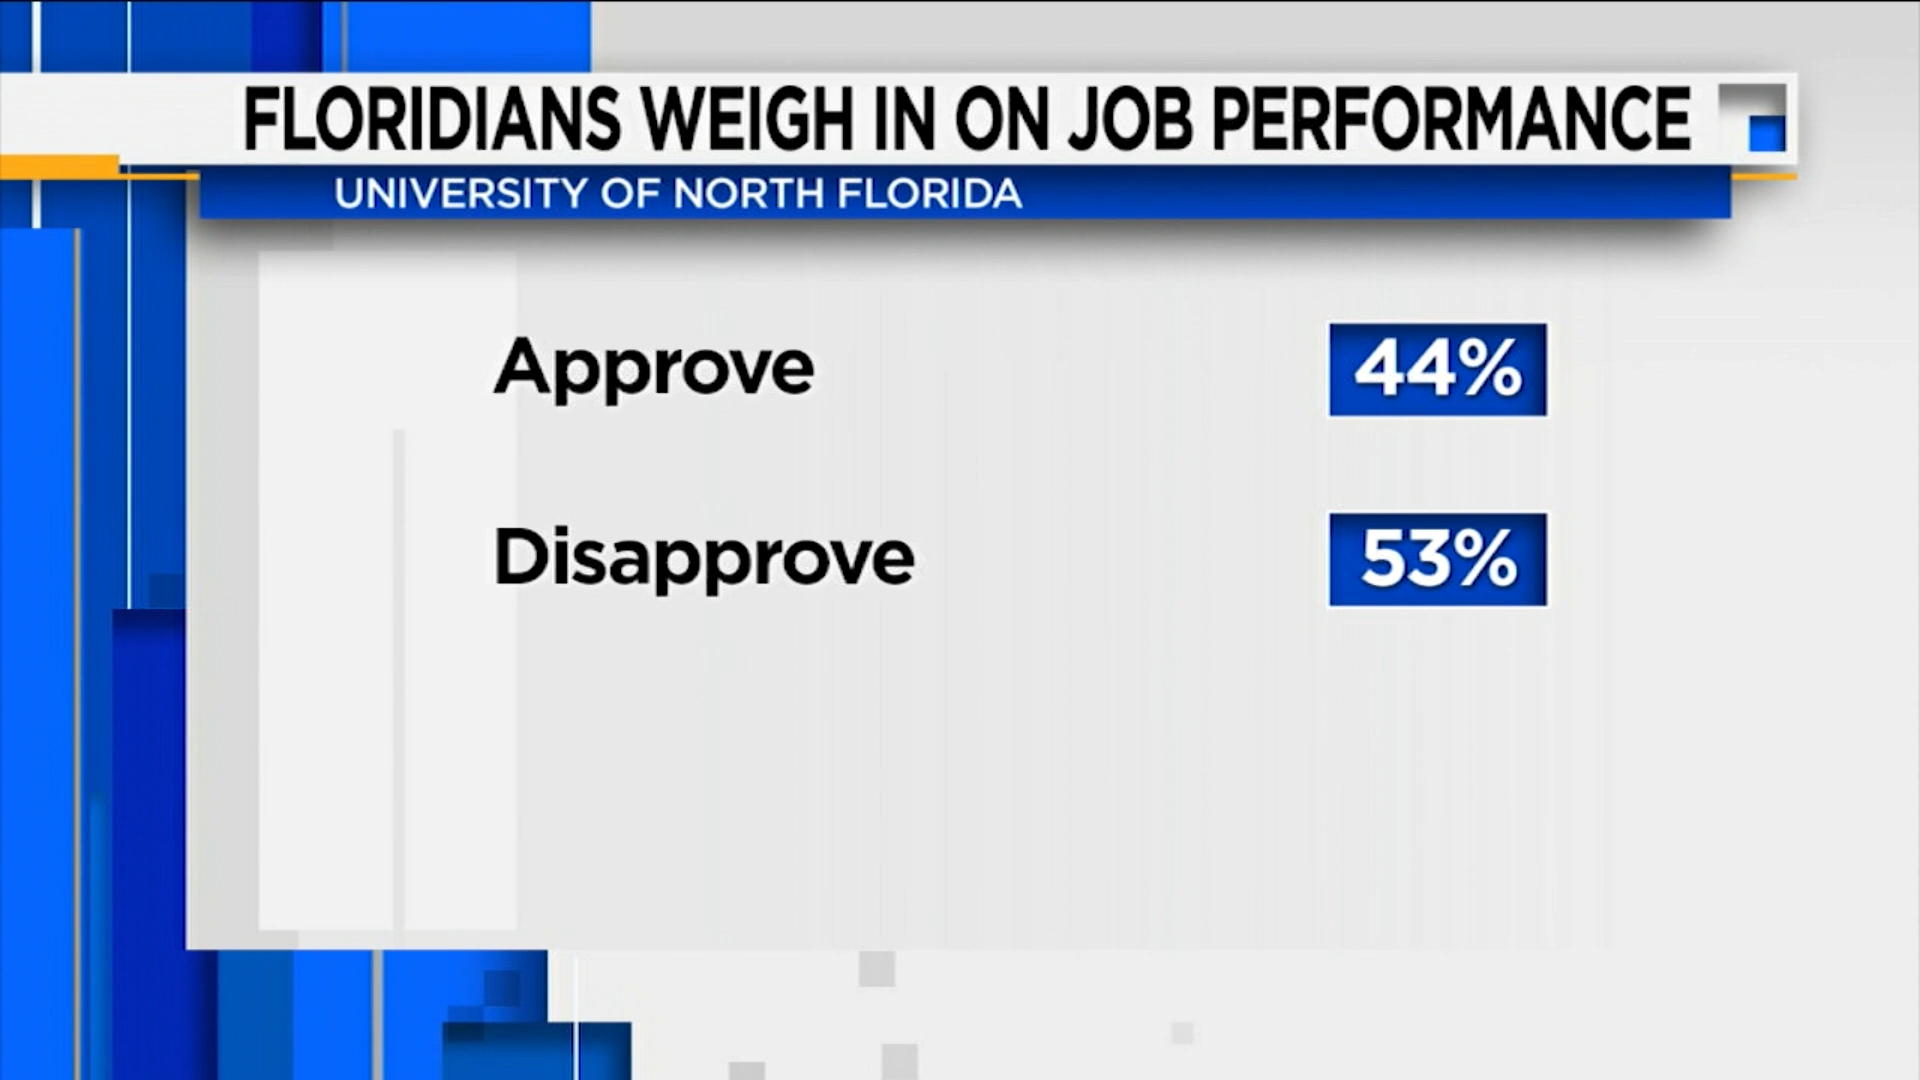 FLORIDIANS WEIGH IN ON JOB PERFORMANCE
UNIVERSITY OF NORTH FLORIDA
Approve 44%
Disapprove 53%